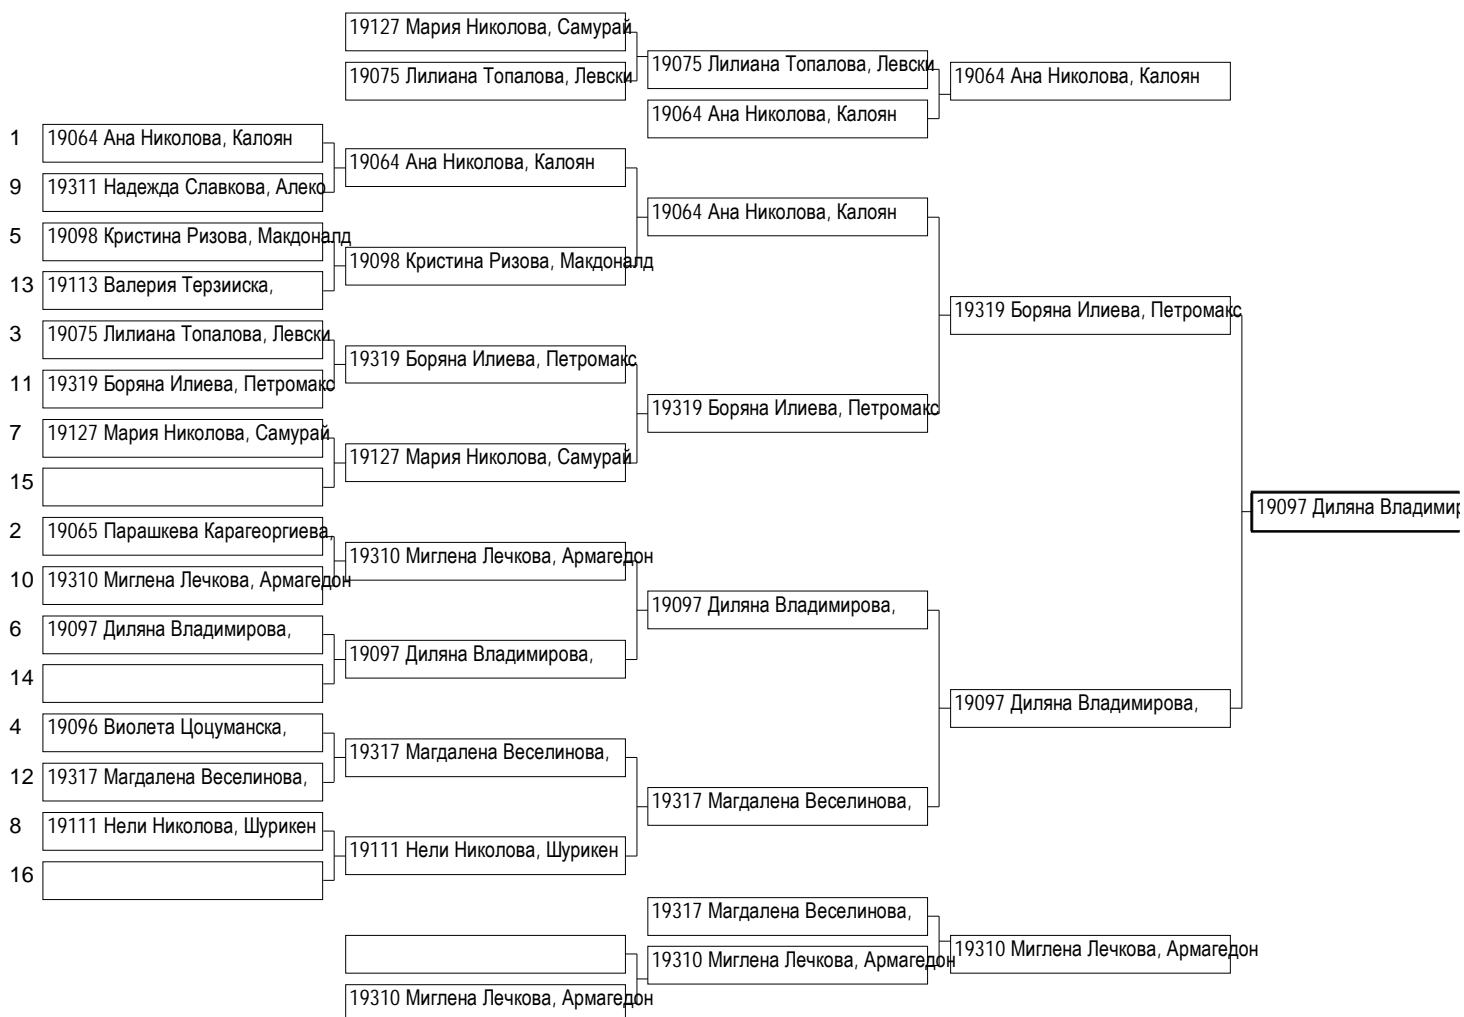 19127 Мария Николова, Самурай
19075 Лилиана Топалова, Левски
19075 Лилиана Топалова, Левски
19064 Ана Николова, Калоян
19064 Ана Николова, Калоян
1 19064 Ана Николова, Калоян
9 19311 Надежда Славкова, Алеко
5 19098 Кристина Ризова, Макдоналд
13 19113 Валерия Терзииска,
3 19075 Лилиана Топалова, Левски
11 19319 Боряна Илиева, Петромакс
7 19127 Мария Николова, Самурай
15
2 19065 Парашкева Карагеоргиева,
10 19310 Миглена Лечкова, Армагедон
6 19097 Диляна Владимирова,
14
4 19096 Виолета Цоцуманска,
12 19317 Магдалена Веселинова,
8 19111 Нели Николова, Шурикен
16
19064 Ана Николова, Калоян
19098 Кристина Ризова, Макдоналд
19319 Боряна Илиева, Петромакс
19127 Мария Николова, Самурай
19310 Миглена Лечкова, Армагедон
19097 Диляна Владимирова,
19317 Магдалена Веселинова,
19111 Нели Николова, Шурикен
19064 Ана Николова, Калоян
19319 Боряна Илиева, Петромакс
19097 Диляна Владимирова,
19317 Магдалена Веселинова,
19319 Боряна Илиева, Петромакс
19097 Диляна Владимирова,
19097 Диляна Владимир
19317 Магдалена Веселинова,
19310 Миглена Лечкова, Армагедон
19310 Миглена Лечкова, Армагедон
19310 Миглена Лечкова, Армагедон